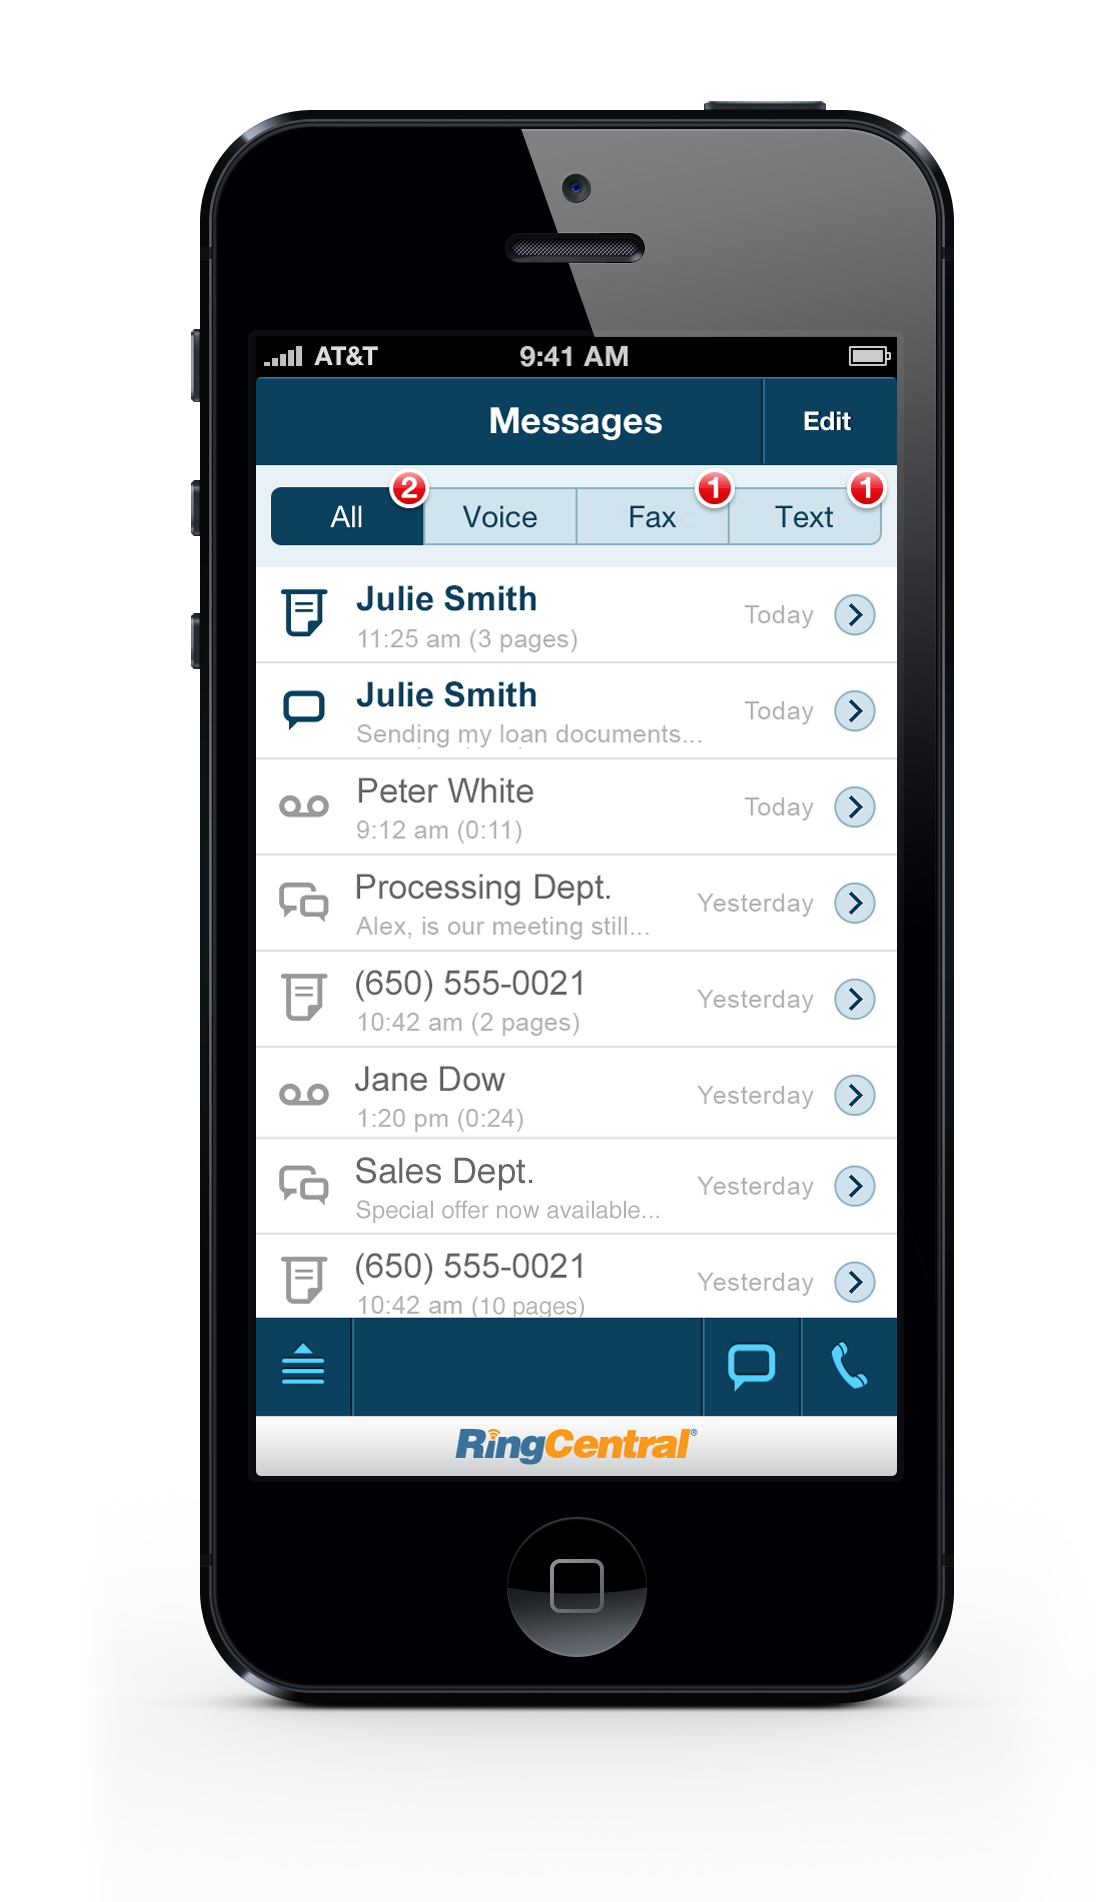 AT&T 9:41 AM
Messages Edit
All 2 Voice Fax 1 Text 1
Julie Smith
Today
11:25 am (3 pages)
Julie Smith
Today
Sending my loan documents...
Peter White
Today
9:12 am (0:11)
Processing Dept.
Yesterday
Alex, is our meeting still...
(650) 555-0021
Yesterday
10:42 am (2 pages)
Jane Dow
Yesterday
1:20 pm (0:24)
Sales Dept.
Yesterday
Special offer now available...
(650) 555-0021
Yesterday
10:42 am (10 pages)
RingCentral®